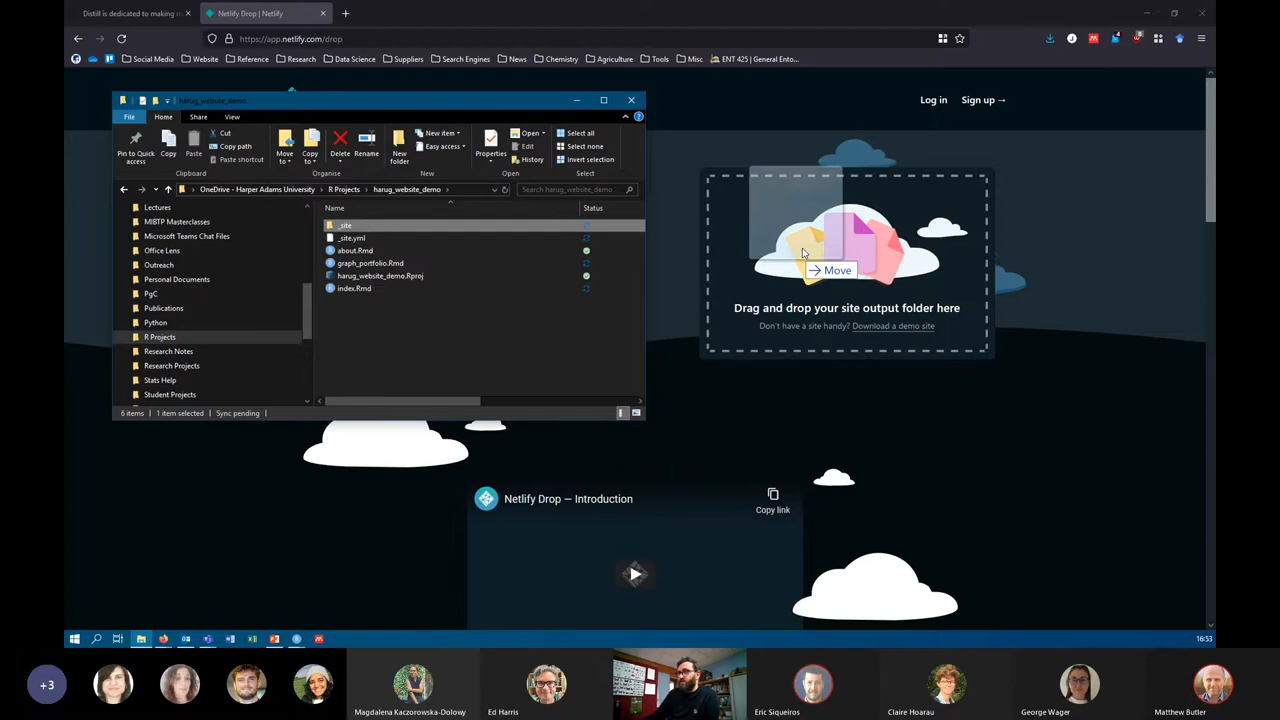 Distill is dedicated to making m
Netlify Drop | Netlify
https://app.netlify.com/drop
Social Media
Website
Reference
Research
Data Science
Suppliers
Search Engines
News
Chemistry
Agriculture
Tools
Misc
ENT 425 | General Ento...
Log in
Sign up →
harug_website_demo
File
Home
Share
View
Pin to Quick access
Copy
Paste
Cut
Copy path
Paste shortcut
Clipboard
Move to
Copy to
Delete
Rename
Organise
New folder
New item
Easy access
New
Properties
Open
Edit
History
Open
Select all
Select none
Invert selection
Select
OneDrive - Harper Adams University
R Projects
harug_website_demo
Search harug_website_demo
Lectures
MIBTP Masterclasses
Microsoft Teams Chat Files
Office Lens
Outreach
Personal Documents
PgC
Publications
Python
R Projects
Research Notes
Research Projects
Stats Help
Student Projects
Name
Status
_site
_site.yml
about.Rmd
graph_portfolio.Rmd
harug_website_demo.Rproj
index.Rmd
6 items
1 item selected
Sync pending
Move
Drag and drop your site output folder here
Don't have a site handy? Download a demo site
Netlify Drop — Introduction
Copy link
16:53
+3
Magdalena Kaczorowska-Dolowy
Ed Harris
Eric Siqueiros
Claire Hoarau
George Wager
Matthew Butler